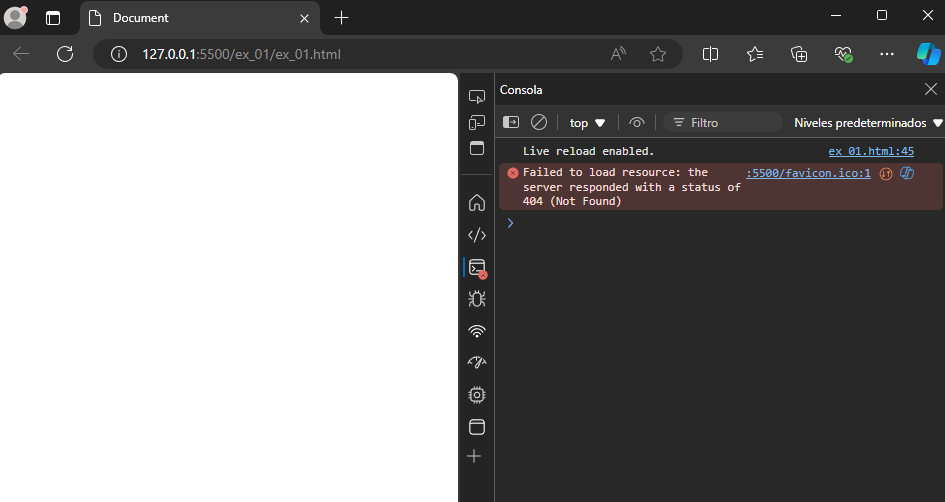 Document
127.0.0.1:5500/ex_01/ex_01.html
Consola
top
Filtro
Niveles predeterminados
Live reload enabled. ex_01.html:45
Failed to load resource: the :5500/favicon.ico:1
server responded with a status of
404 (Not Found)